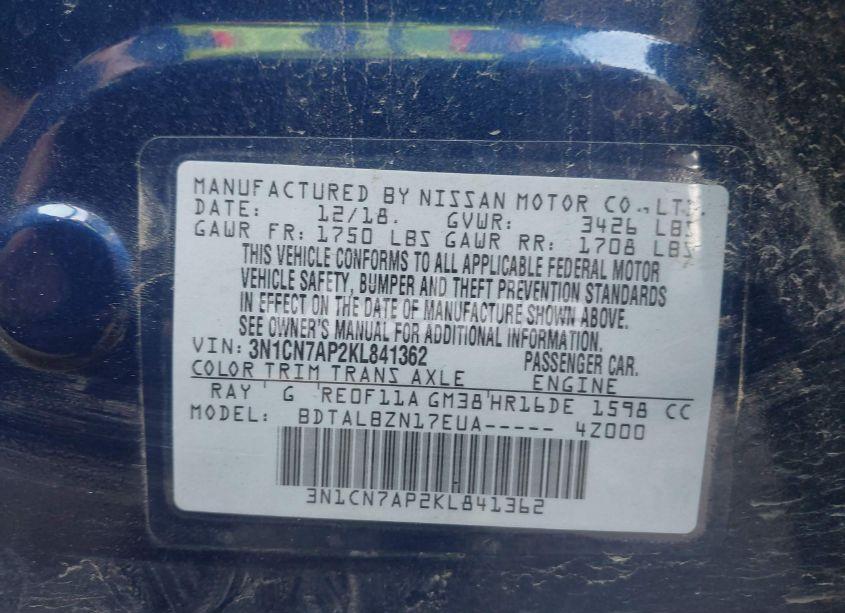 MANUFACTURED BY NISSAN MOTOR CO.,LTD.
DATE: 12/18. GVWR: 3426 LBS
GAWR FR: 1750 LBS GAWR RR: 1708 LBS
THIS VEHICLE CONFORMS TO ALL APPLICABLE FEDERAL MOTOR
VEHICLE SAFETY, BUMPER AND THEFT PREVENTION STANDARDS
IN EFFECT ON THE DATE OF MANUFACTURE SHOWN ABOVE.
SEE OWNER'S MANUAL FOR ADDITIONAL INFORMATION.
VIN: 3N1CN7AP2KL841362 PASSENGER CAR.
COLOR TRIM TRANS AXLE ENGINE
RAY ' G 'RE0F11A GM38'HR16DE 1598 CC
MODEL: BDTALBZN17EUA----- 4Z000
3N1CN7AP2KL841362